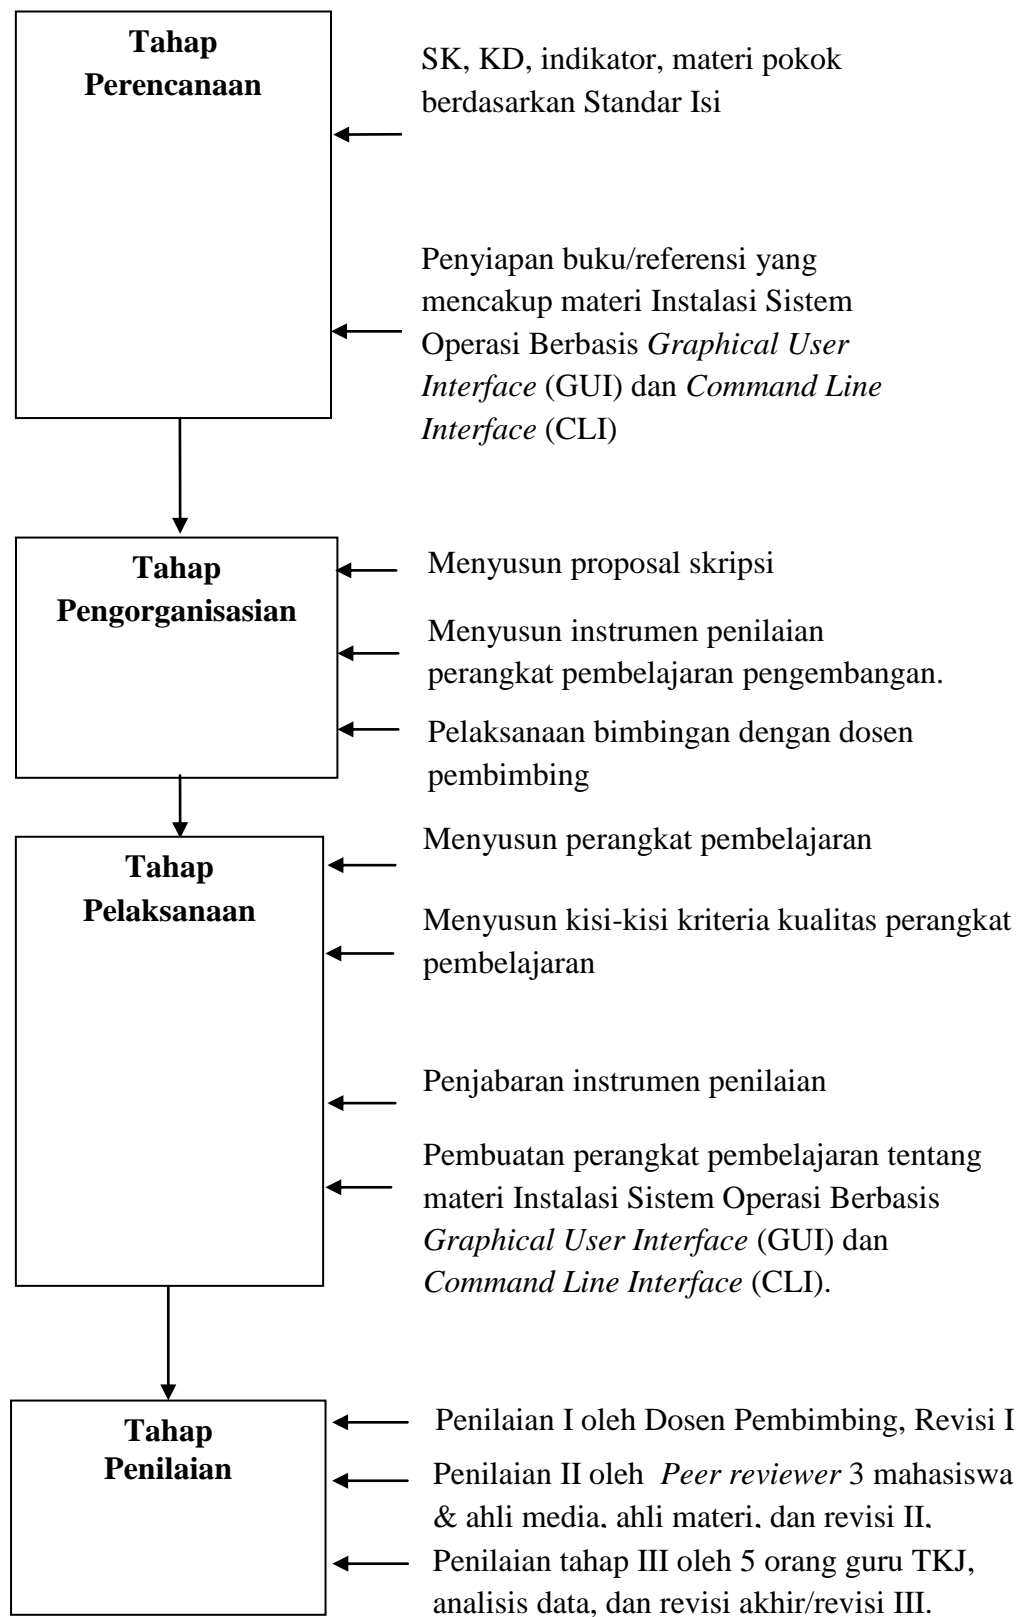 Tahap
Perencanaan
SK, KD, indikator, materi pokok
berdasarkan Standar Isi
Penyiapan buku/referensi yang
mencakup materi Instalasi Sistem
Operasi Berbasis Graphical User
Interface (GUI) dan Command Line
Interface (CLI)
Tahap
Pengorganisasian
Menyusun proposal skripsi
Menyusun instrumen penilaian
perangkat pembelajaran pengembangan.
Pelaksanaan bimbingan dengan dosen
pembimbing
Tahap
Pelaksanaan
Menyusun perangkat pembelajaran
Menyusun kisi-kisi kriteria kualitas perangkat
pembelajaran
Penjabaran instrumen penilaian
Pembuatan perangkat pembelajaran tentang
materi Instalasi Sistem Operasi Berbasis
Graphical User Interface (GUI) dan
Command Line Interface (CLI).
Tahap
Penilaian
Penilaian I oleh Dosen Pembimbing, Revisi I
Penilaian II oleh Peer reviewer 3 mahasiswa
& ahli media, ahli materi, dan revisi II,
Penilaian tahap III oleh 5 orang guru TKJ,
analisis data, dan revisi akhir/revisi III.